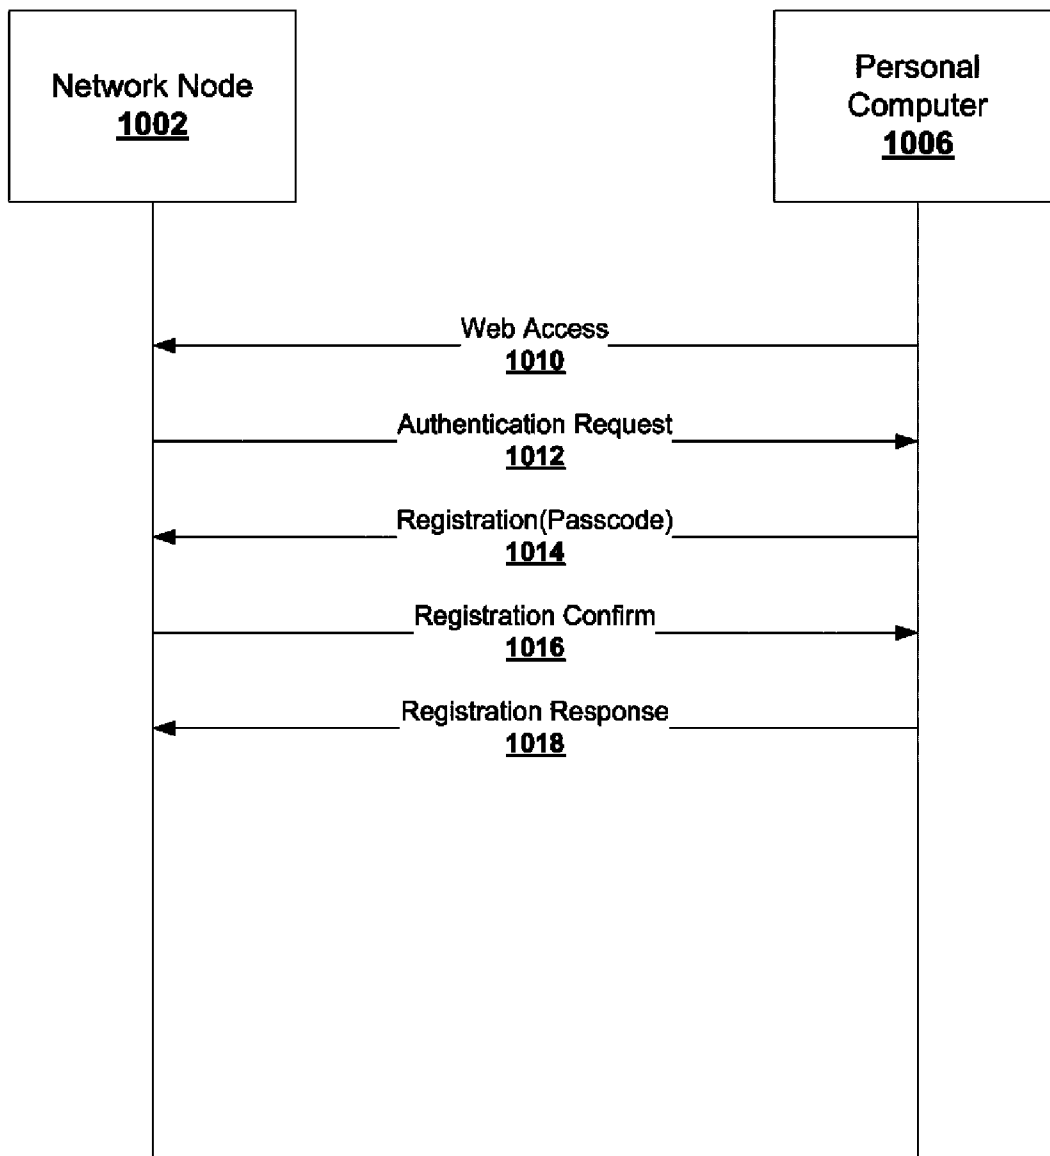 Network Node
1002
Personal
Computer
1006
Web Access
1010
Authentication Request
1012
Registration(Passcode)
1014
Registration Confirm
1016
Registration Response
1018